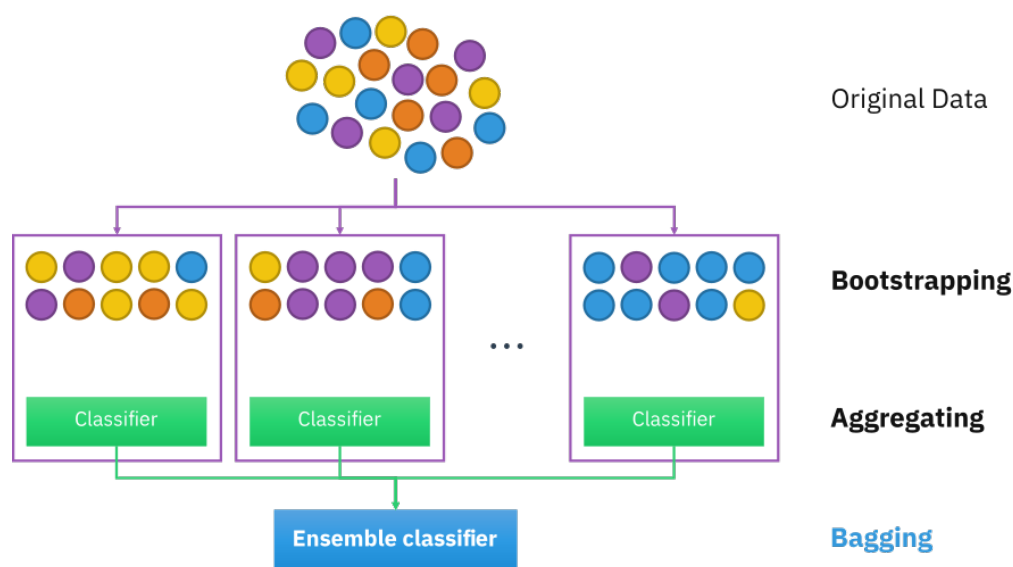 Original Data
Bootstrapping
...
Classifier
Classifier
Classifier
Aggregating
Ensemble classifier
Bagging